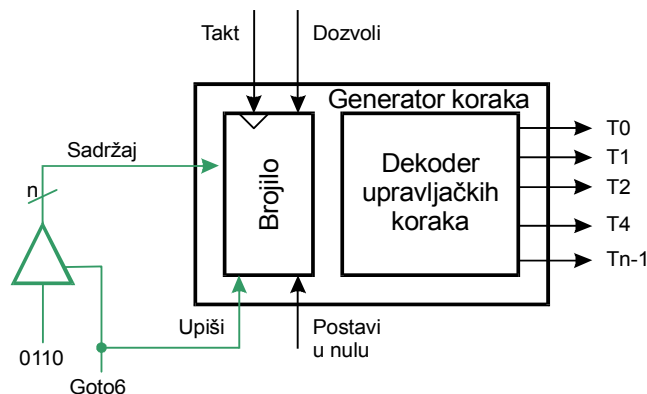 Takt
Dozvoli
Generator koraka
Sadržaj
n
Brojilo
Dekoder
upravljačkih
koraka
T0
T1
T2
T4
Tn-1
Upiši
Postavi
u nulu
0110
Goto6